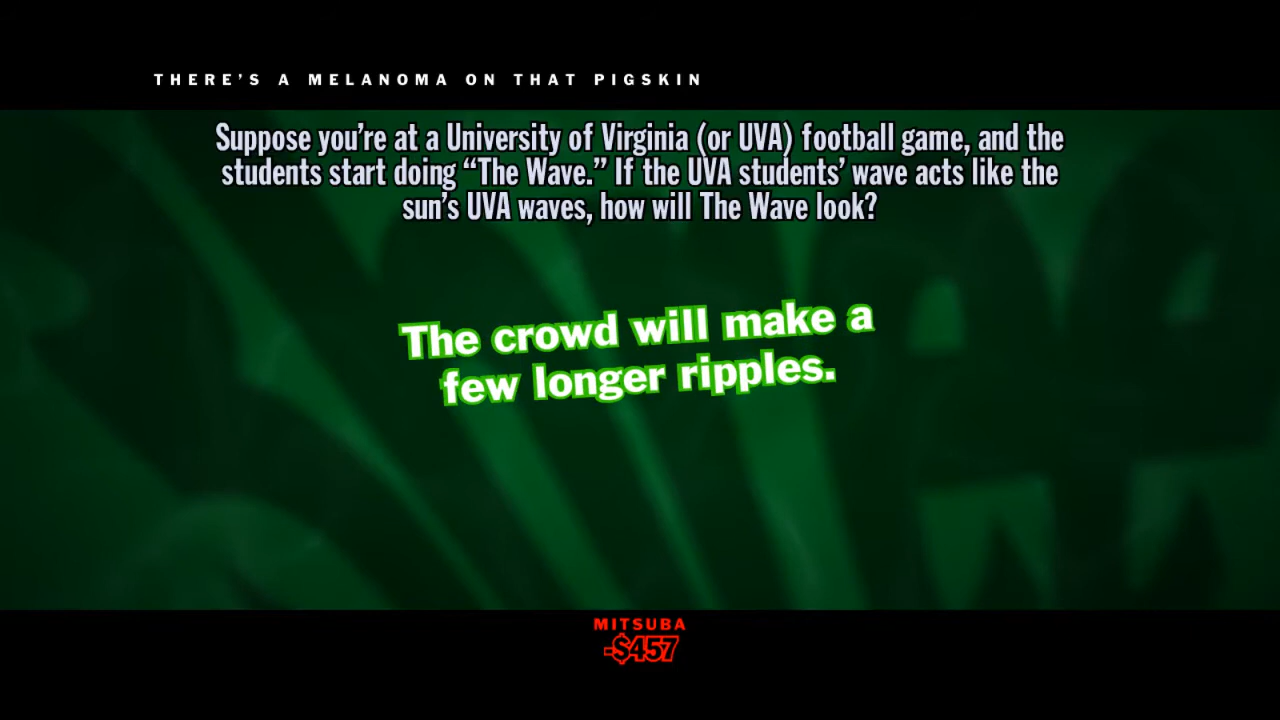 THERE'S A MELANOMA ON THAT PIGSKIN
Suppose you're at a University of Virginia (or UVA) football game, and the
students start doing “The Wave.” If the UVA students' wave acts like the
sun's UVA waves, how will The Wave look?
The crowd will make a
few longer ripples.
MITSUBA
-$457